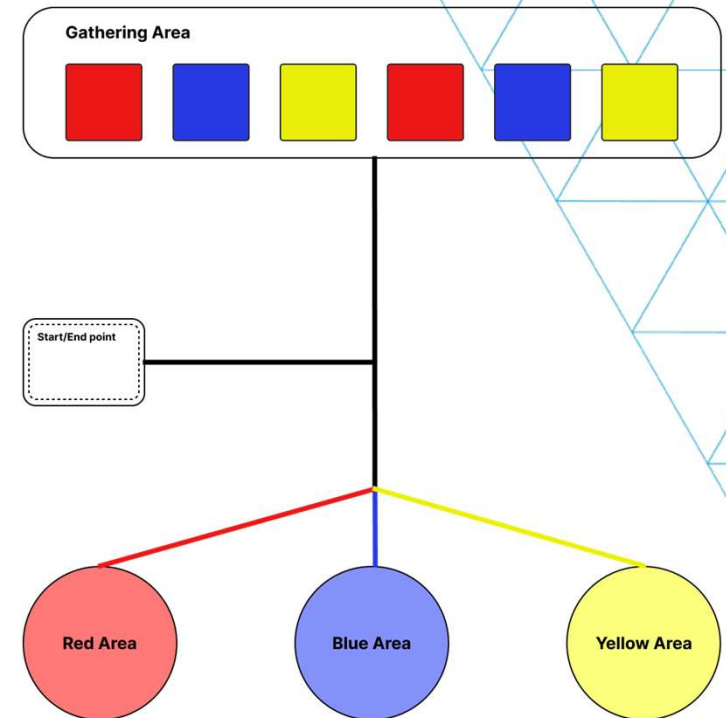 Gathering Area
Start/End point
Red Area
Blue Area
Yellow Area